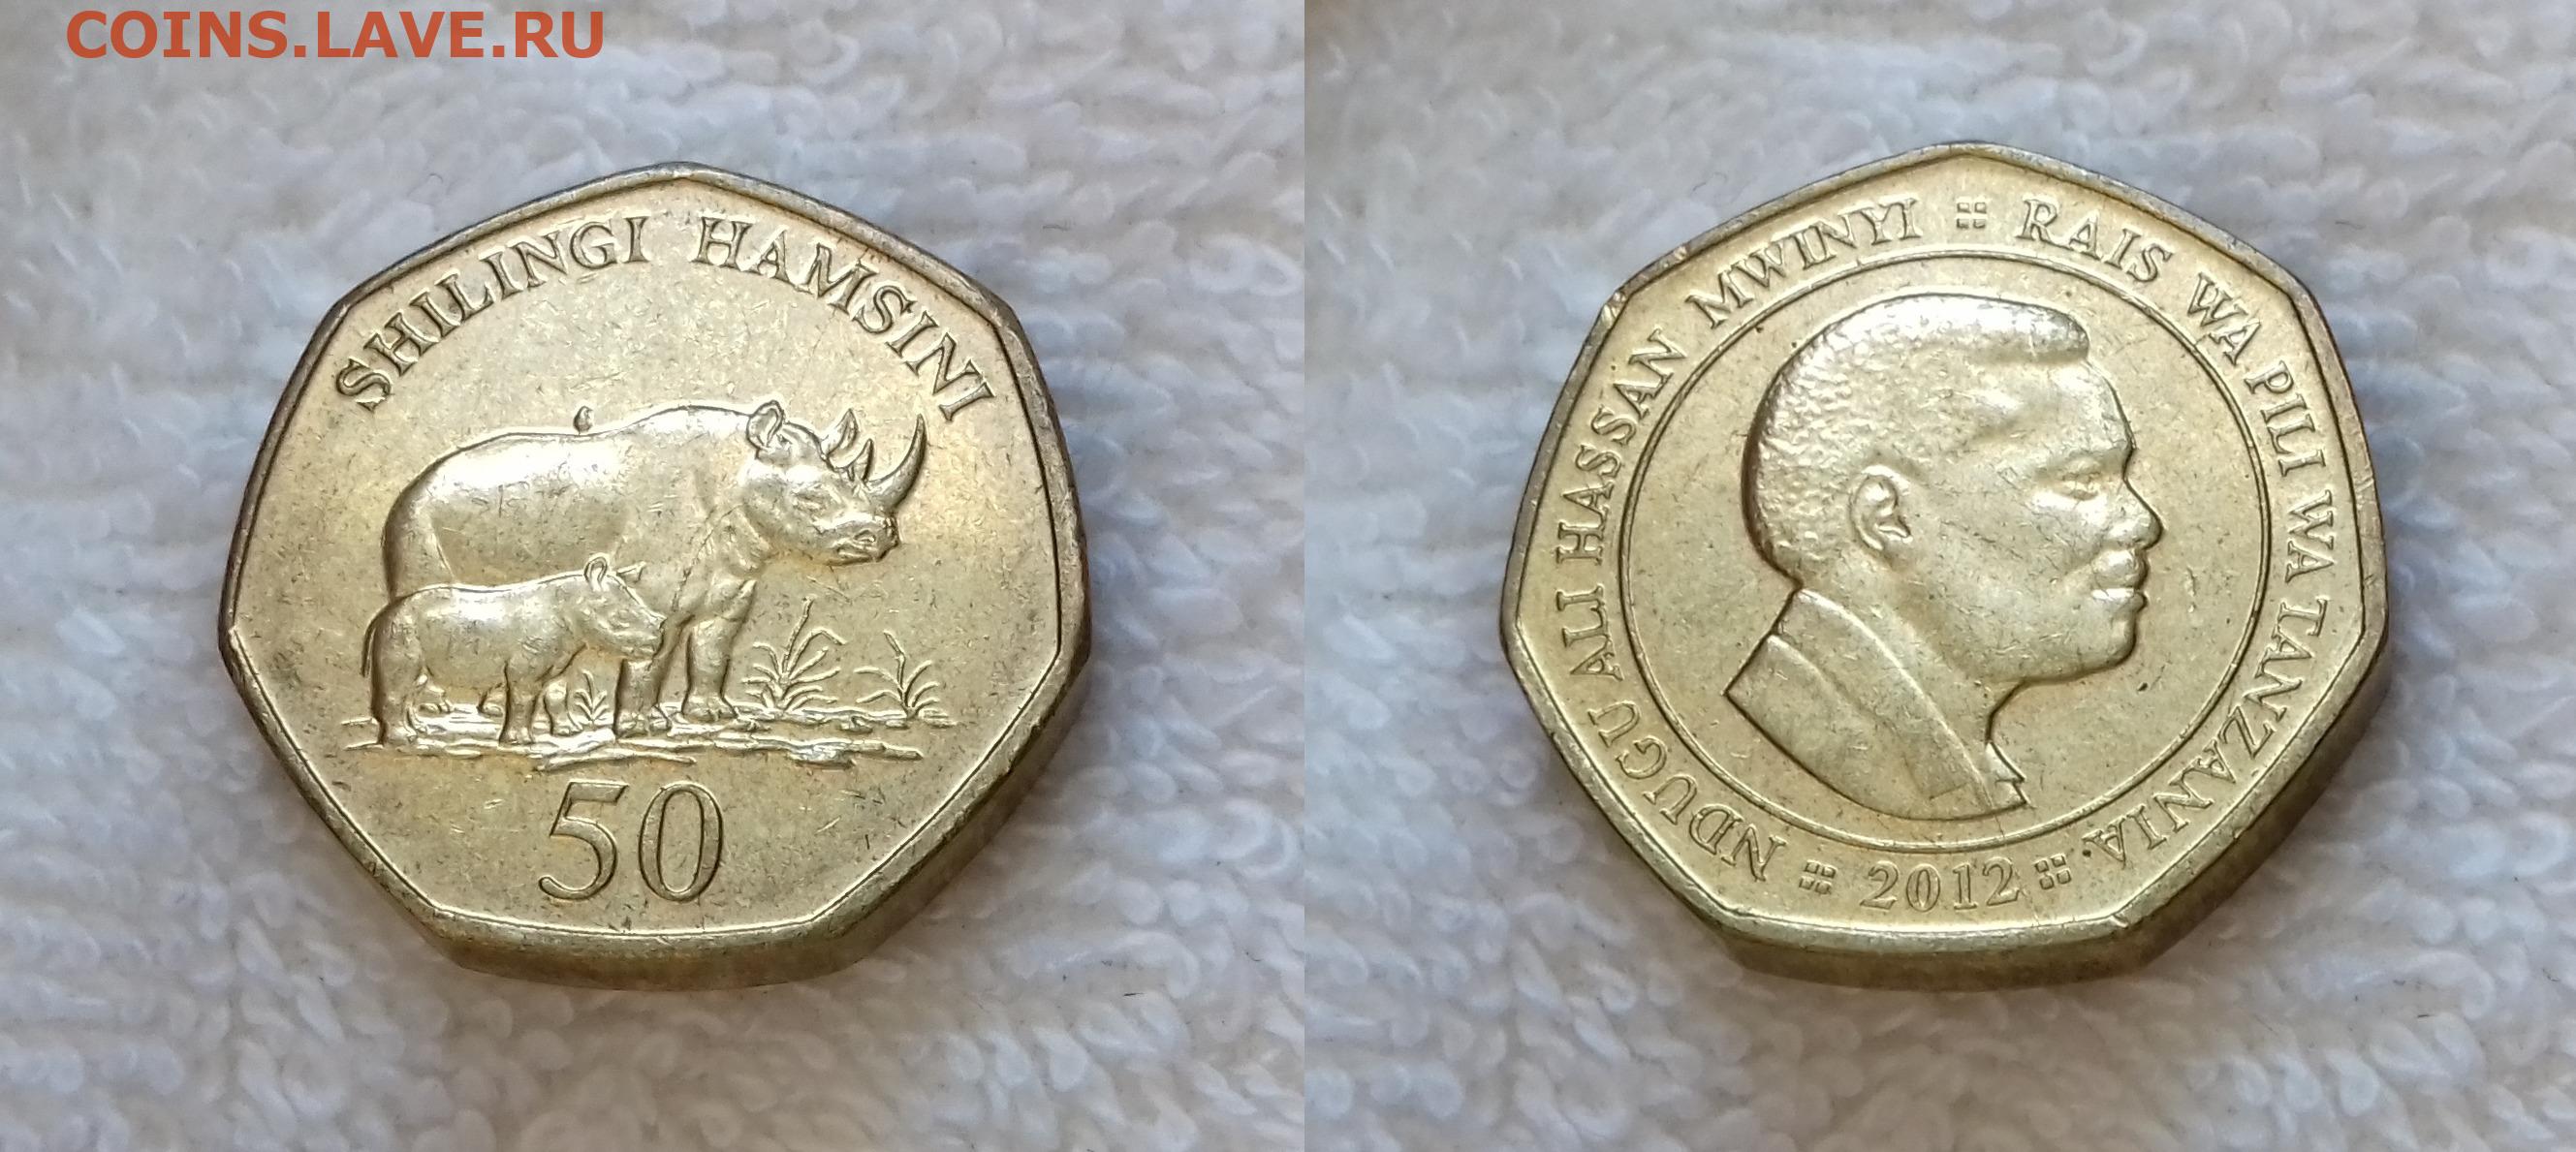 COINS.LAVE.RU
SHILINGI HAMSINI
50
NDUGU ALI HASSAN MWINYI RAIS WA PILI WA TANZANIA
2012